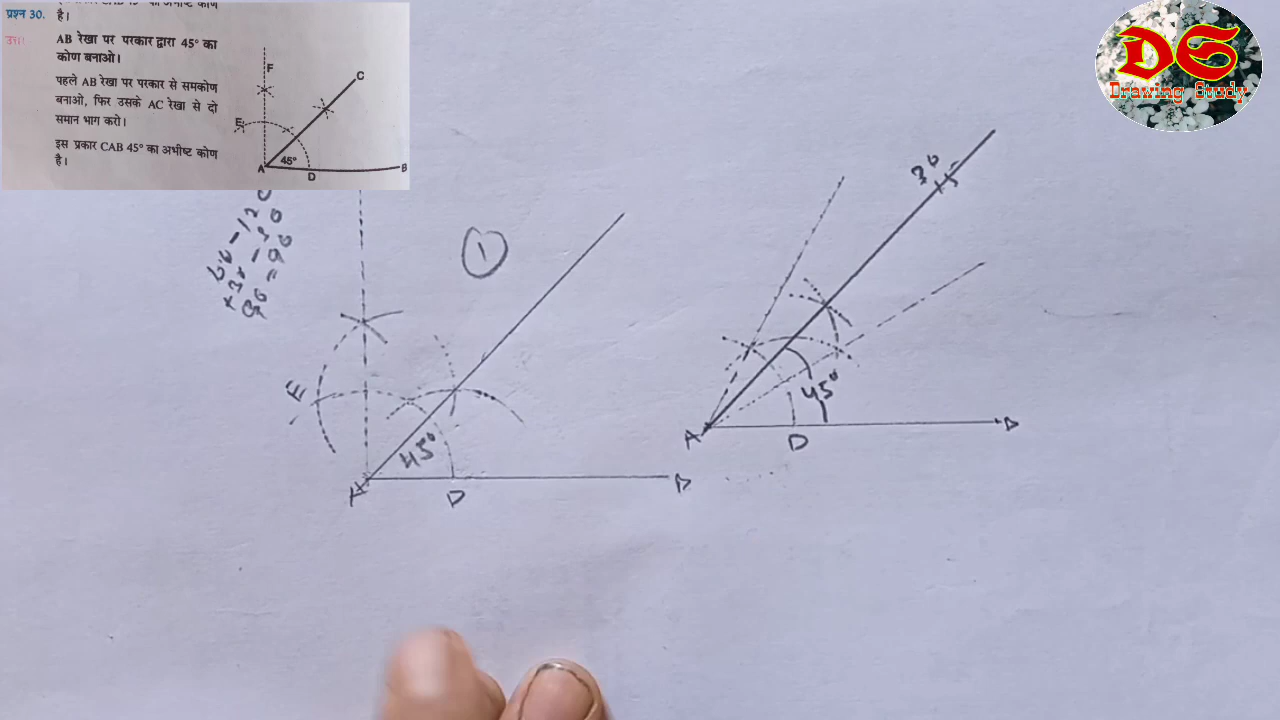 प्रश्न 30.
है।
AB रेखा पर परकार द्वारा 45° का
कोण बनाओ।
पहले AB रेखा पर परकार से समकोण
बनाओ, फिर उसके AC रेखा से दो
समान भाग करो।
इस प्रकार CAB 45° का अभीष्ट कोण
है।
F
C
E
A
45°
D
B
DS
Drawing Study
1
E
45°
A
D
B
30
45°
A
D
B